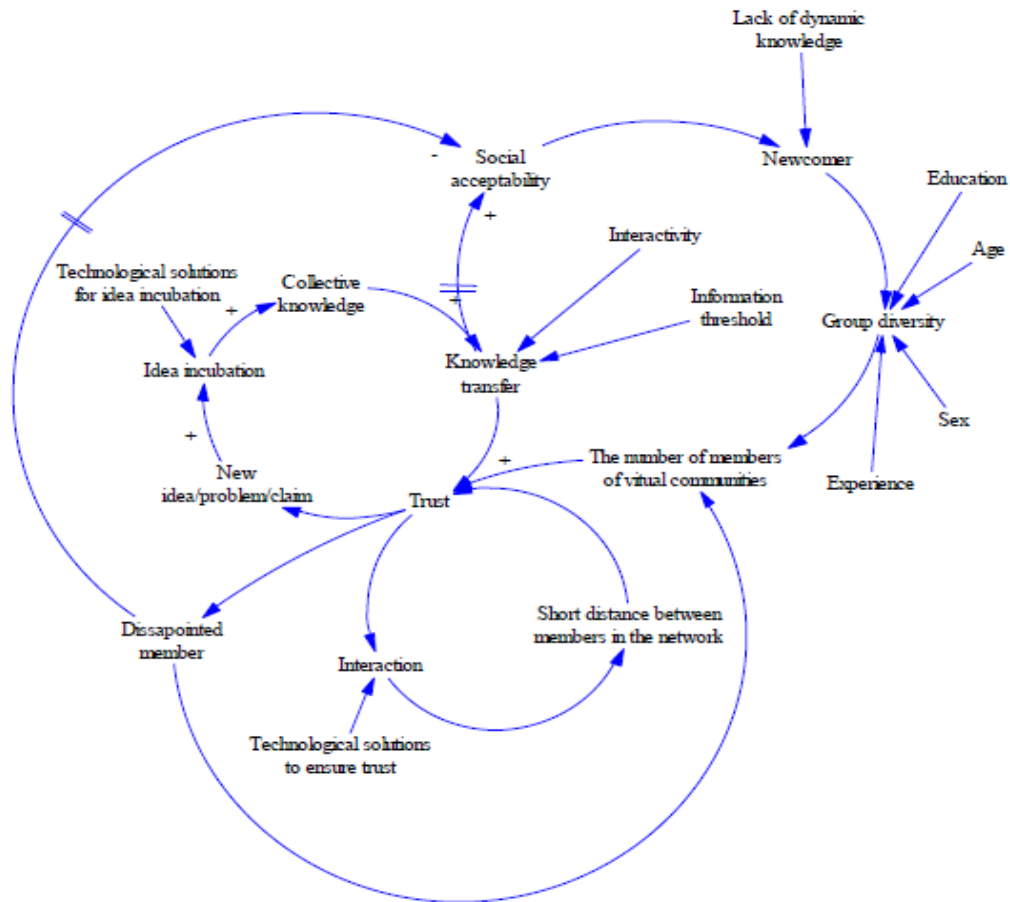 Lack of dynamic
knowledge
-
Social
acceptability
Newcomer
Education
+
Interactivity
Age
Technological solutions
for idea incubation
Collective
knowledge
+
+
Information
threshold
Group diversity
Idea incubation
Knowledge
transfer
Sex
+
New
idea/problem/claim
+
The number of members
of vitual communities
Experience
Trust
Dissapointed
member
Short distance between
members in the network
Interaction
Technological solutions
to ensure trust